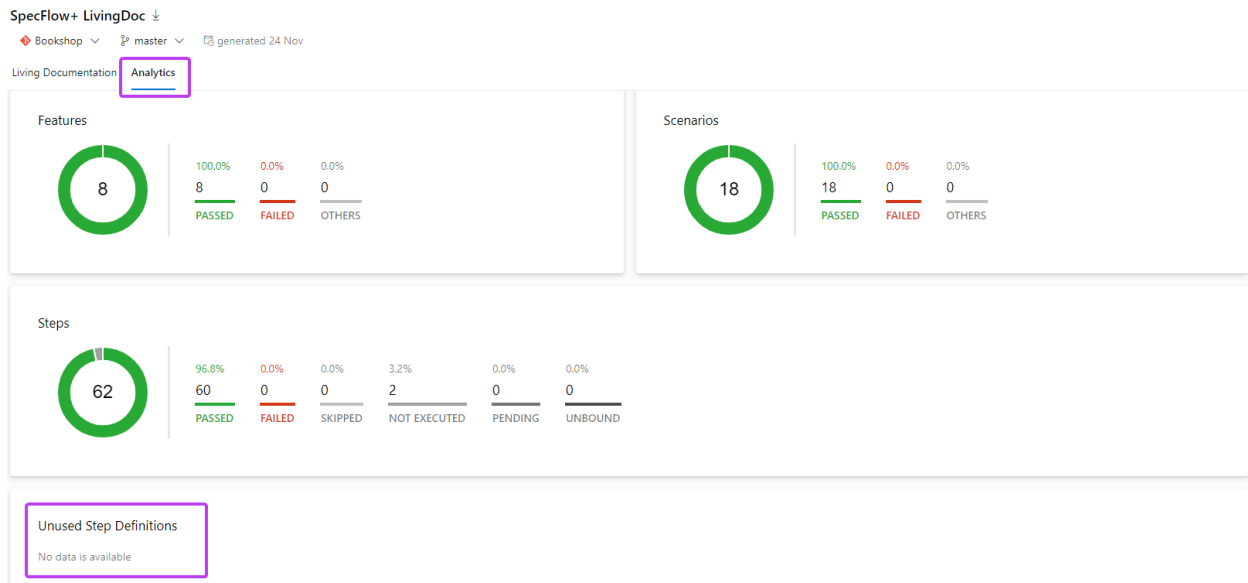 SpecFlow+ LivingDoc
Bookshop master generated 24 Nov
Living Documentation Analytics
Features
8
100.0% 0.0% 0.0%
8 0 0
PASSED FAILED OTHERS
Scenarios
18
100.0% 0.0% 0.0%
18 0 0
PASSED FAILED OTHERS
Steps
62
96.8% 0.0% 0.0% 3.2% 0.0% 0.0%
60 0 0 2 0 0
PASSED FAILED SKIPPED NOT EXECUTED PENDING UNBOUND
Unused Step Definitions
No data is available